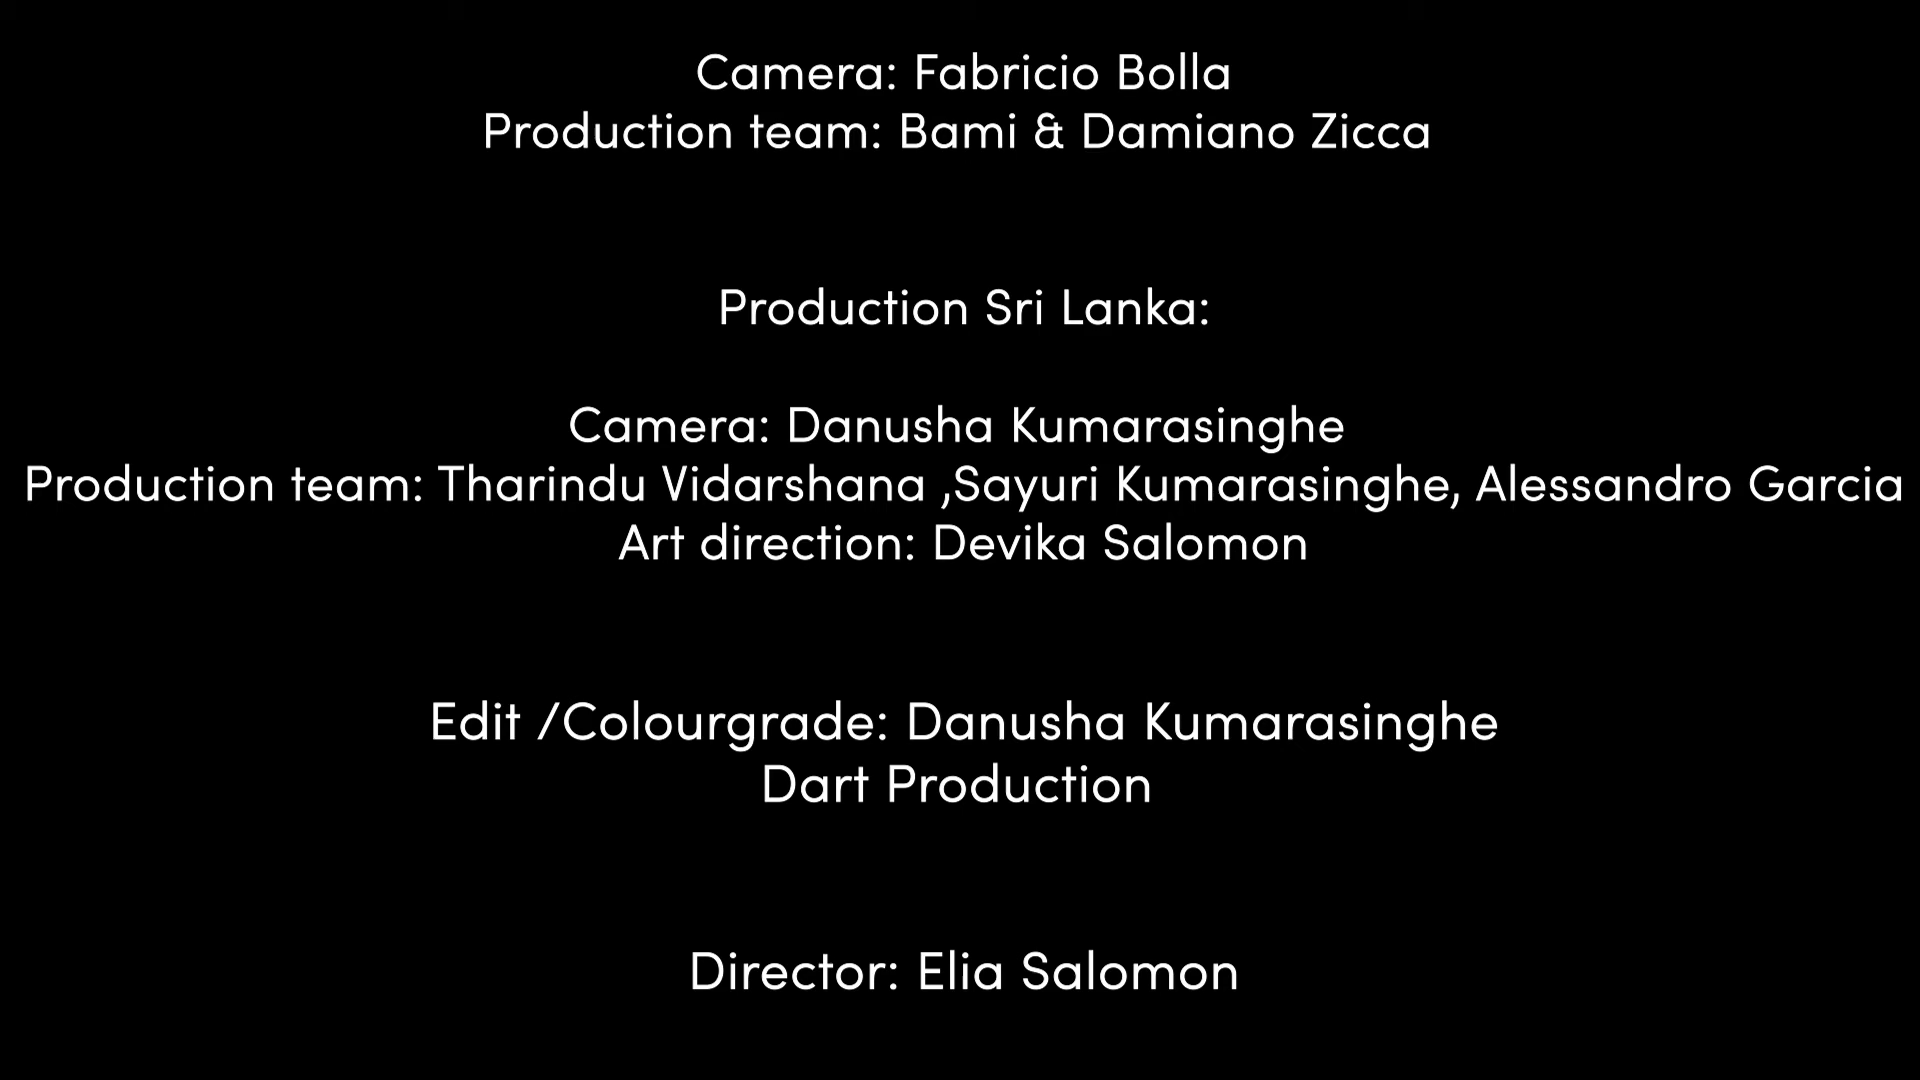 Camera: Fabricio Bolla
Production team: Bami & Damiano Zicca
Production Sri Lanka:
Camera: Danusha Kumarasinghe
Production team: Tharindu Vidarshana ,Sayuri Kumarasinghe, Alessandro Garcia
Art direction: Devika Salomon
Edit /Colourgrade: Danusha Kumarasinghe
Dart Production
Director: Elia Salomon